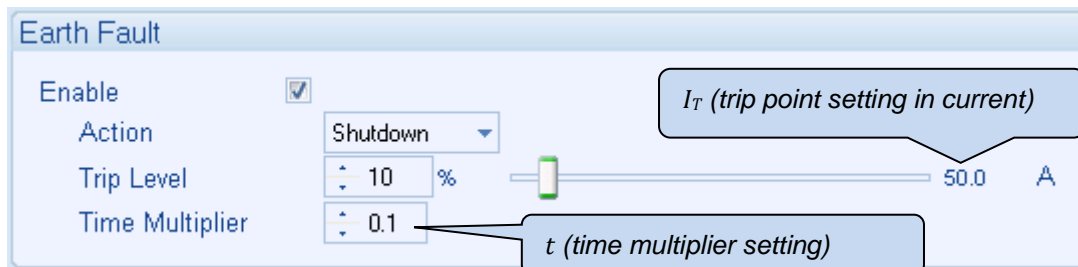 Earth Fault
Enable
I_T (trip point setting in current)
Action Shutdown
Trip Level 10 % 50.0 A
Time Multiplier 0.1
t (time multiplier setting)